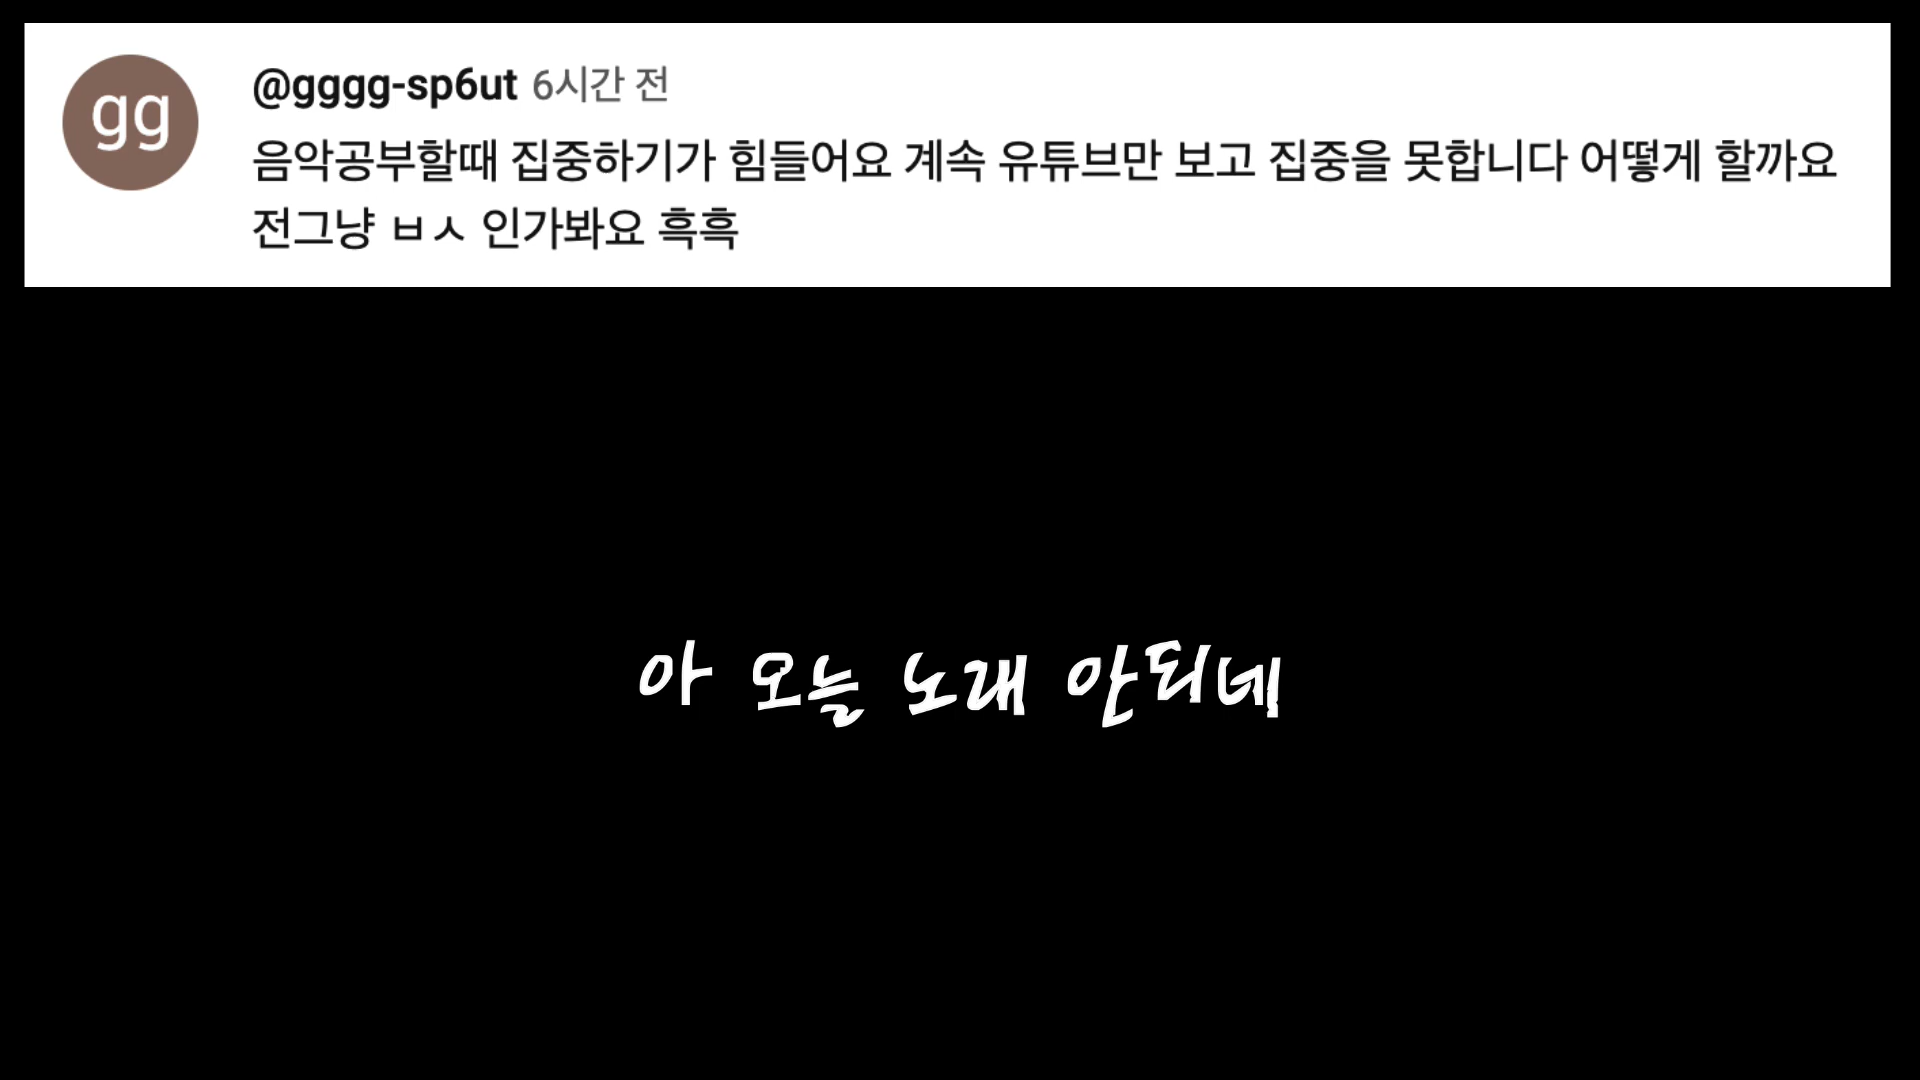 gg
@gggg-sp6ut 6시간 전
음악공부할때 집중하기가 힘들어요 계속 유튜브만 보고 집중을 못합니다 어떻게 할까요
전그냥 ㅂㅅ 인가봐요 흑흑
아 오늘 노래 안되네